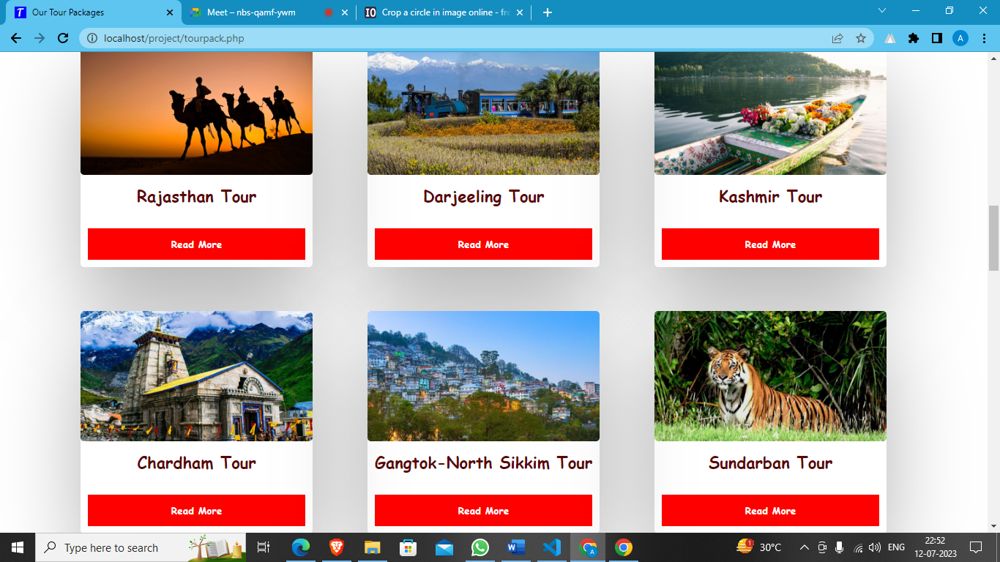 Our Tour Packages
Meet – nbs-qamf-ywm
Crop a circle in image online - fre
localhost/project/tourpack.php
A
Rajasthan Tour
Darjeeling Tour
Kashmir Tour
Read More
Read More
Read More
Chardham Tour
Gangtok-North Sikkim Tour
Sundarban Tour
Read More
Read More
Read More
Type here to search
1
30°C
ENG
22:52
12-07-2023